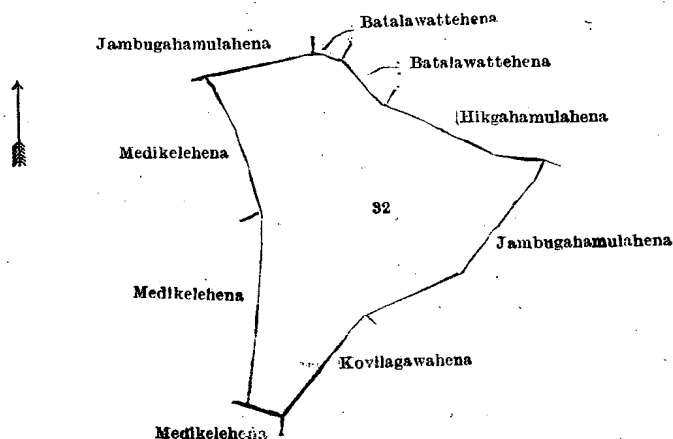 Batalawattehena
Jambugahamulahena
Batalawattehena
Hikgahamulahena
Medikelehena
32
Jambugahamulahena
Medikelehena
Kovilagawahena
Medikelehena